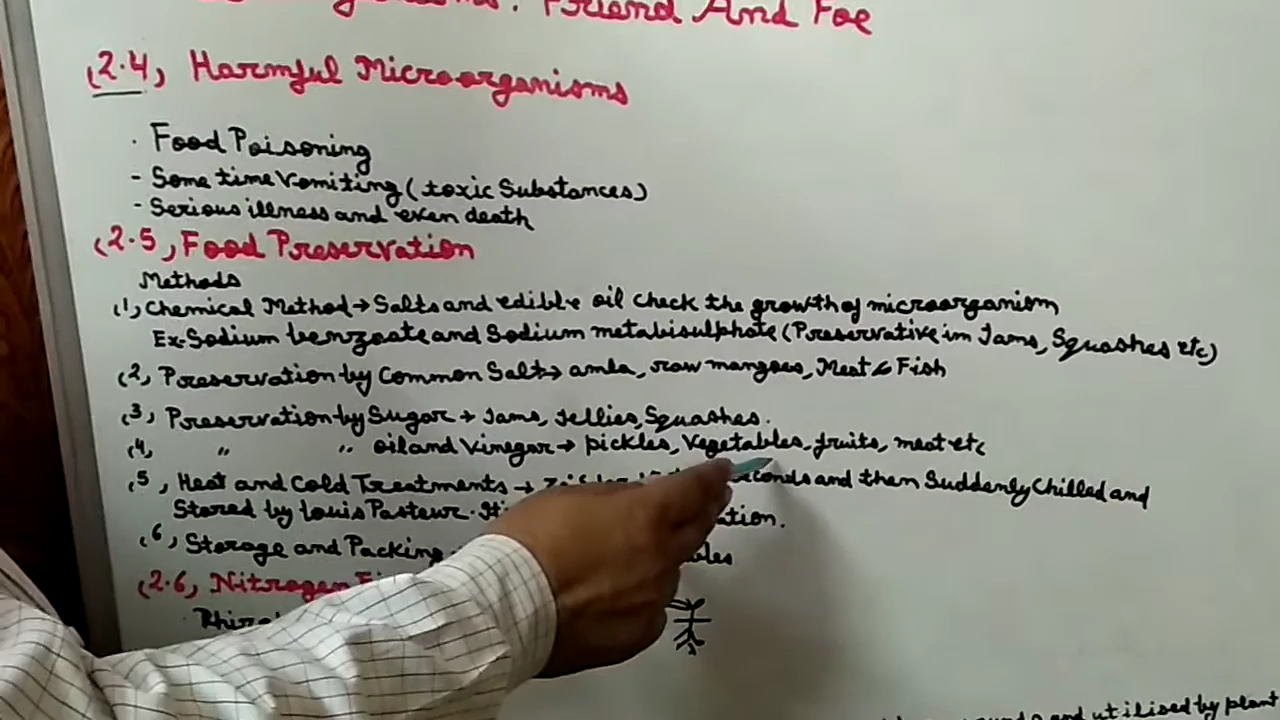 : Friend And Foe
(2.4, Harmful Microorganisms
· Food Poisoning
- Some time Vomiting (toxic Substances)
- Serious illness and even death
(2.5, Food Preservation
Methods
(1, Chemical Method → Salts and edible oil check the growth of microorganism
Ex-Sodium benzoate and Sodium metabisulphate (Preservative in Jams, Squashes etc)
(2, Preservation by Common Salt → amla, raw mangoes, Meat & Fish
(3, Preservation by Sugar → Jams, Jellies, Squashes.
(4, " " oil and Vinegar → pickles, Vegetables, fruits, meat etc
(5, Heat and Cold Treatments → and then Suddenly Chilled and
Stored by Louis Pasteur.
(6, Storage and Packing
(2.6, Nitrogen
and utilised by plant